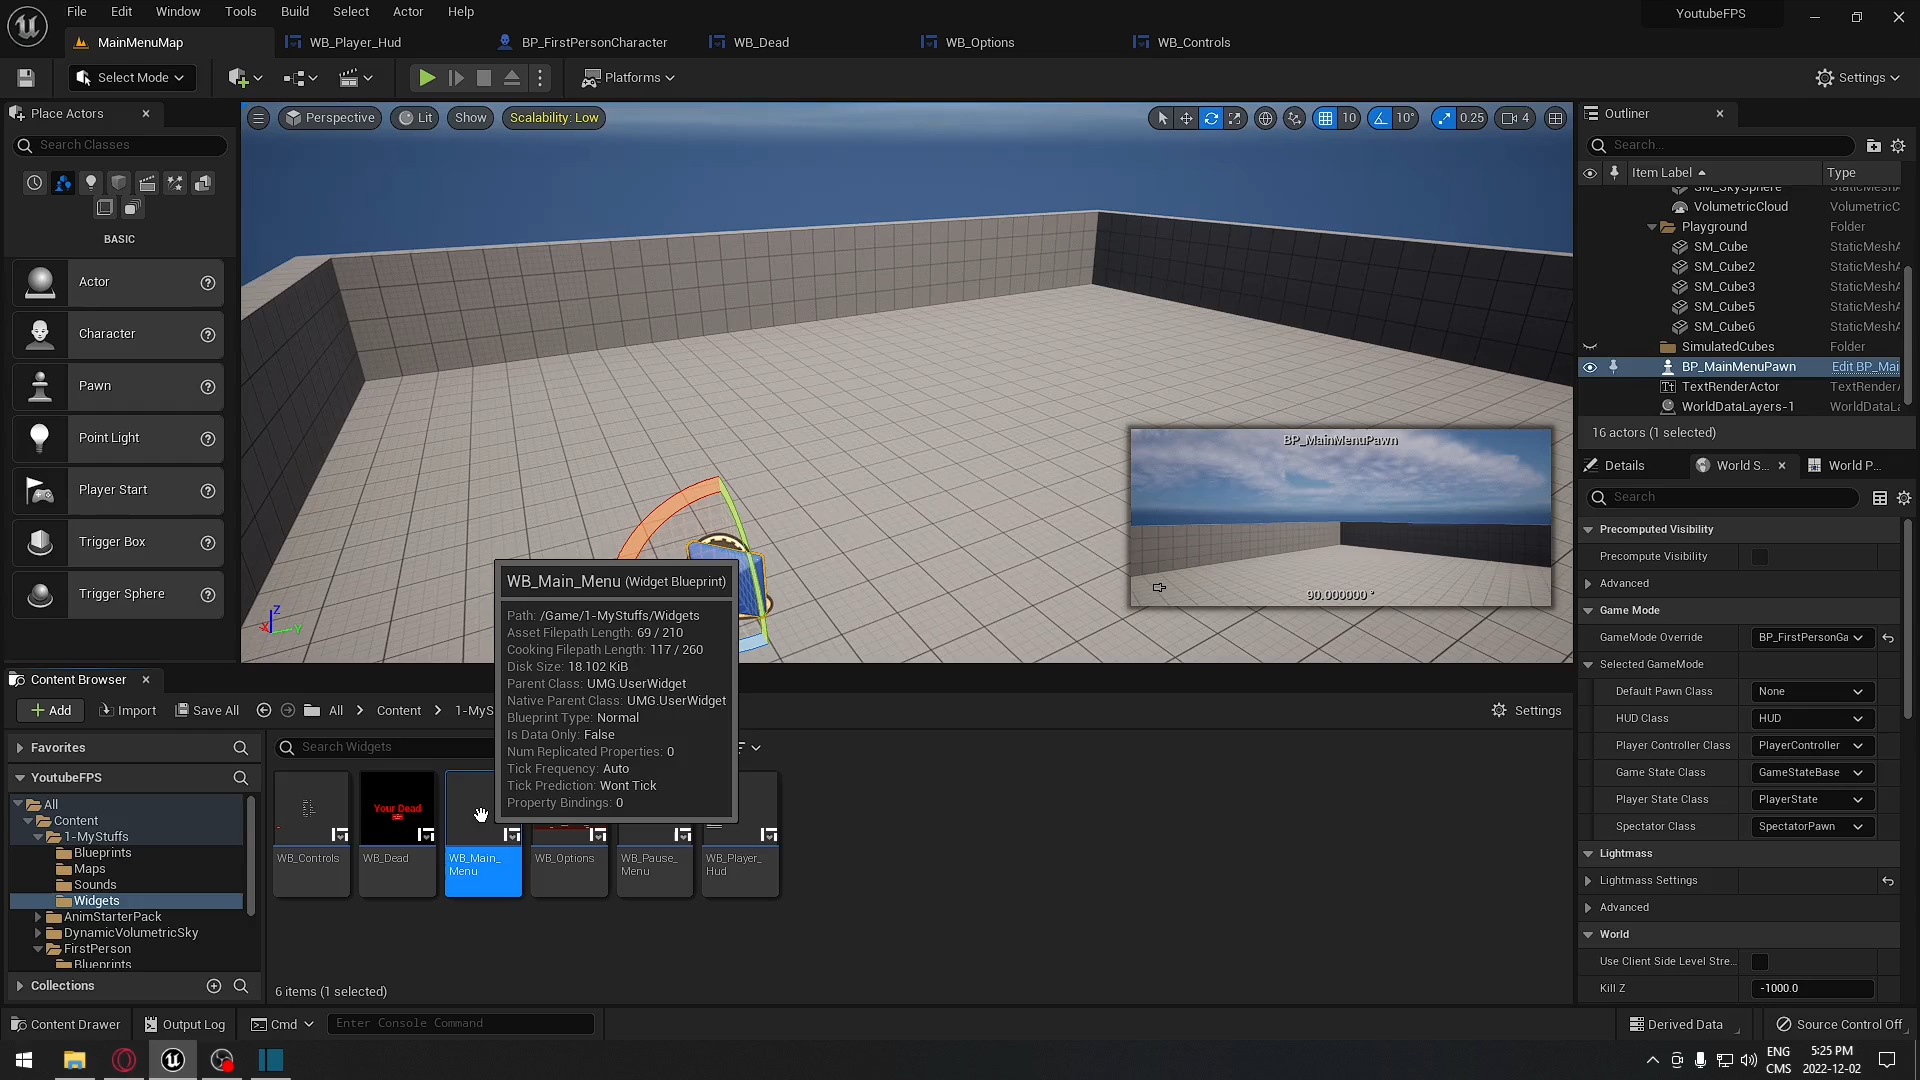 File Edit Window Tools Build Select Actor Help
YoutubeFPS
MainMenuMap
WB_Player_Hud
BP_FirstPersonCharacter
WB_Dead
WB_Options
WB_Controls
Select Mode
Platforms
Settings
Place Actors
Search Classes
BASIC
Actor
Character
Pawn
Point Light
Player Start
Trigger Box
Trigger Sphere
Perspective
Lit
Show
Scalability: Low
10
10°
0.25
4
Z
X
Y
BP_MainMenuPawn
90.000000 °
WB_Main_Menu (Widget Blueprint)
Path: /Game/1-MyStuffs/Widgets
Asset Filepath Length: 69 / 210
Cooking Filepath Length: 117 / 260
Disk Size: 18.102 KiB
Parent Class: UMG.UserWidget
Native Parent Class: UMG.UserWidget
Blueprint Type: Normal
Is Data Only: False
Num Replicated Properties: 0
Tick Frequency: Auto
Tick Prediction: Wont Tick
Property Bindings: 0
Outliner
Search...
Item Label Type
VolumetricCloud VolumetricC
Playground Folder
SM_Cube StaticMeshA
SM_Cube2 StaticMeshA
SM_Cube3 StaticMeshA
SM_Cube5 StaticMeshA
SM_Cube6 StaticMeshA
SimulatedCubes Folder
BP_MainMenuPawn Edit BP_Mai
TextRenderActor TextRender
WorldDataLayers-1 WorldDataLa
16 actors (1 selected)
Details
World S...
World P...
Search
Precomputed Visibility
Precompute Visibility
Advanced
Game Mode
GameMode Override BP_FirstPersonGa
Selected GameMode
Default Pawn Class None
HUD Class HUD
Player Controller Class PlayerController
Game State Class GameStateBase
Player State Class PlayerState
Spectator Class SpectatorPawn
Lightmass
Lightmass Settings
Advanced
World
Use Client Side Level Stre...
Kill Z -1000.0
Content Browser
Add
Import
Save All
All
Content
1-MyS
Settings
Favorites
YoutubeFPS
All
Content
1-MyStuffs
Blueprints
Maps
Sounds
Widgets
AnimStarterPack
DynamicVolumetricSky
FirstPerson
Blueprints
Collections
Search Widgets
Your Dead
WB_Controls
WB_Dead
WB_Main_
Menu
WB_Options
WB_Pause_
Menu
WB_Player_
Hud
6 items (1 selected)
Content Drawer
Output Log
Cmd
Enter Console Command
Derived Data
Source Control Off
ENG
CMS
5:25 PM
2022-12-02